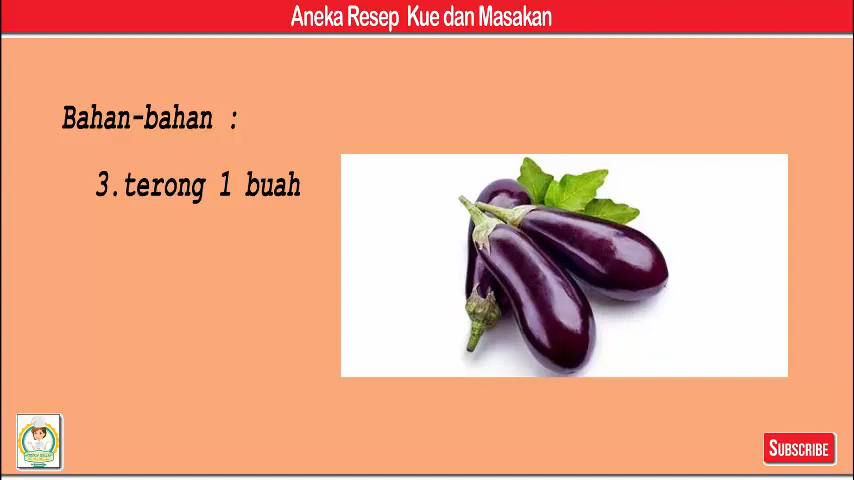 Aneka Resep Kue dan Masakan
Bahan-bahan :
3.terong 1 buah
SUBSCRIBE